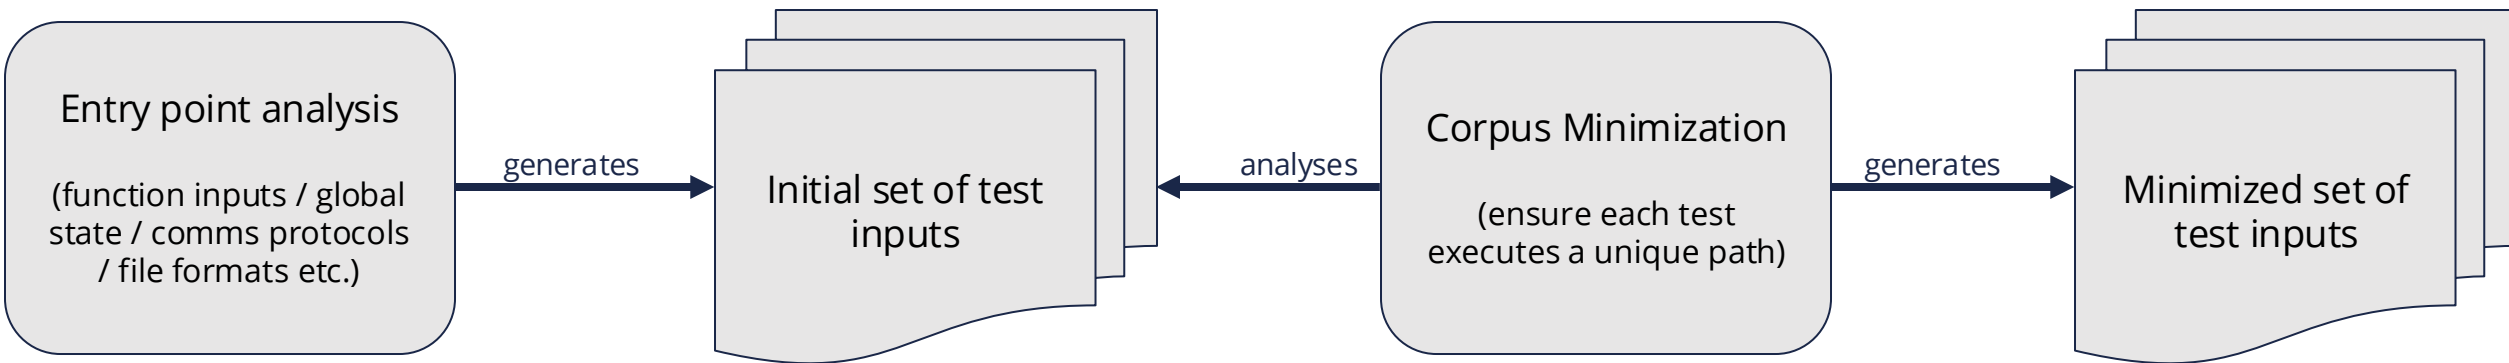 Entry point analysis
(function inputs / global
state / comms protocols
/ file formats etc.)
generates
Initial set of test
inputs
analyses
Corpus Minimization
(ensure each test
executes a unique path)
generates
Minimized set of
test inputs